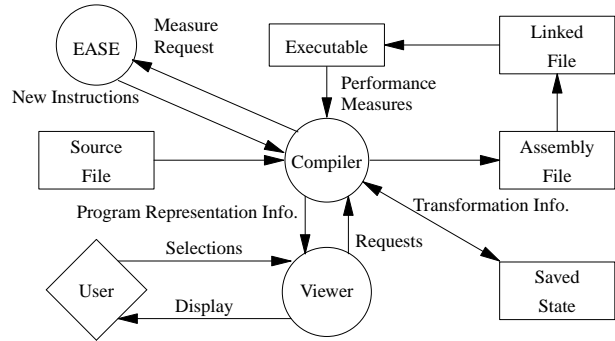 EASE
Measure
Request
Executable
Linked
File
New Instructions
Performance
Measures
Source
File
Compiler
Assembly
File
Program Representation Info.
Transformation Info.
Selections
Requests
User
Viewer
Display
Saved
State